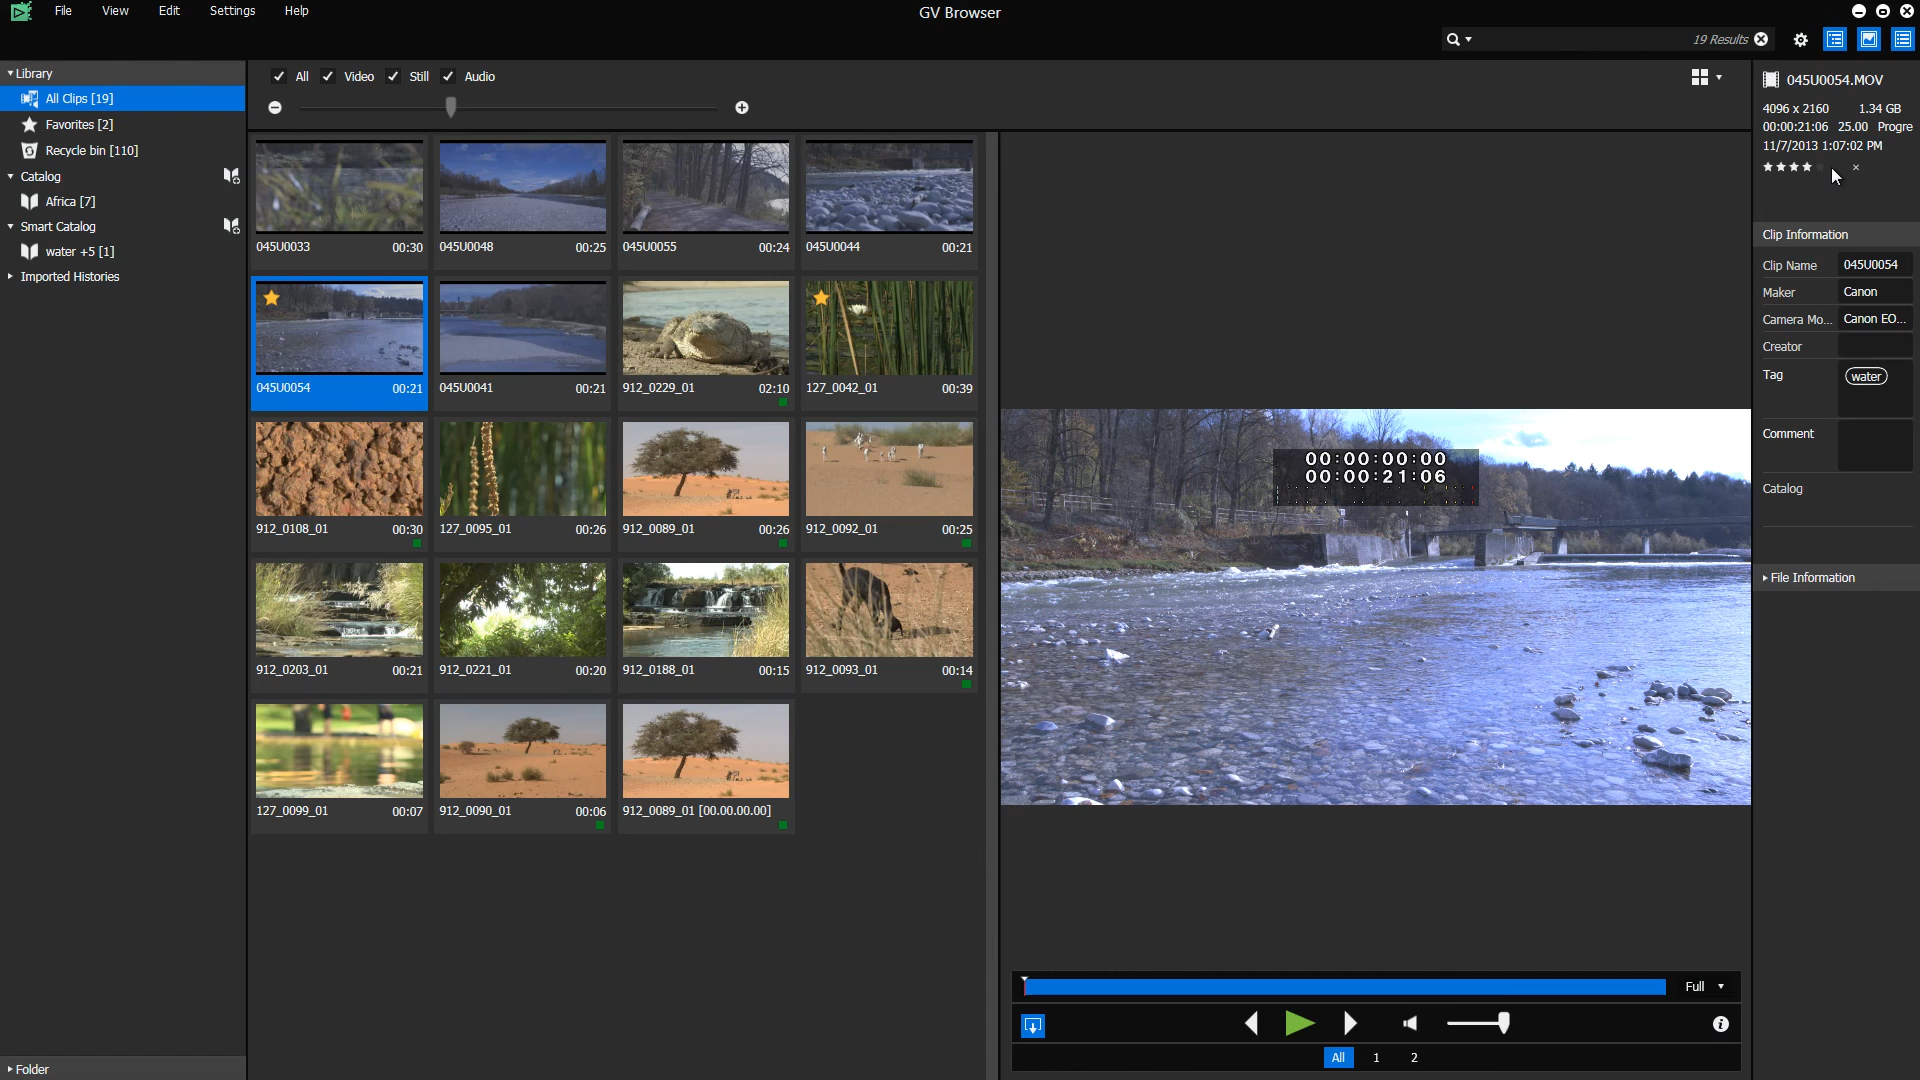 File View Edit Settings Help
GV Browser
19 Results
Library
All Clips [19]
Favorites [2]
Recycle bin [110]
Catalog
Africa [7]
Smart Catalog
water +5 [1]
Imported Histories
Folder
All Video Still Audio
045U0033 00:30
045U0048 00:25
045U0055 00:24
045U0044 00:21
045U0054 00:21
045U0041 00:21
912_0229_01 02:10
127_0042_01 00:39
912_0108_01 00:30
127_0095_01 00:26
912_0089_01 00:26
912_0092_01 00:25
912_0203_01 00:21
912_0221_01 00:20
912_0188_01 00:15
912_0093_01 00:14
127_0099_01 00:07
912_0090_01 00:06
912_0089_01 [00.00.00.00]
00:00:00:00
00:00:21:06
Full
All 1 2
045U0054.MOV
4096 x 2160 1.34 GB
00:00:21:06 25.00 Progre
11/7/2013 1:07:02 PM
Clip Information
Clip Name 045U0054
Maker Canon
Camera Mo... Canon EO...
Creator
Tag water
Comment
Catalog
File Information